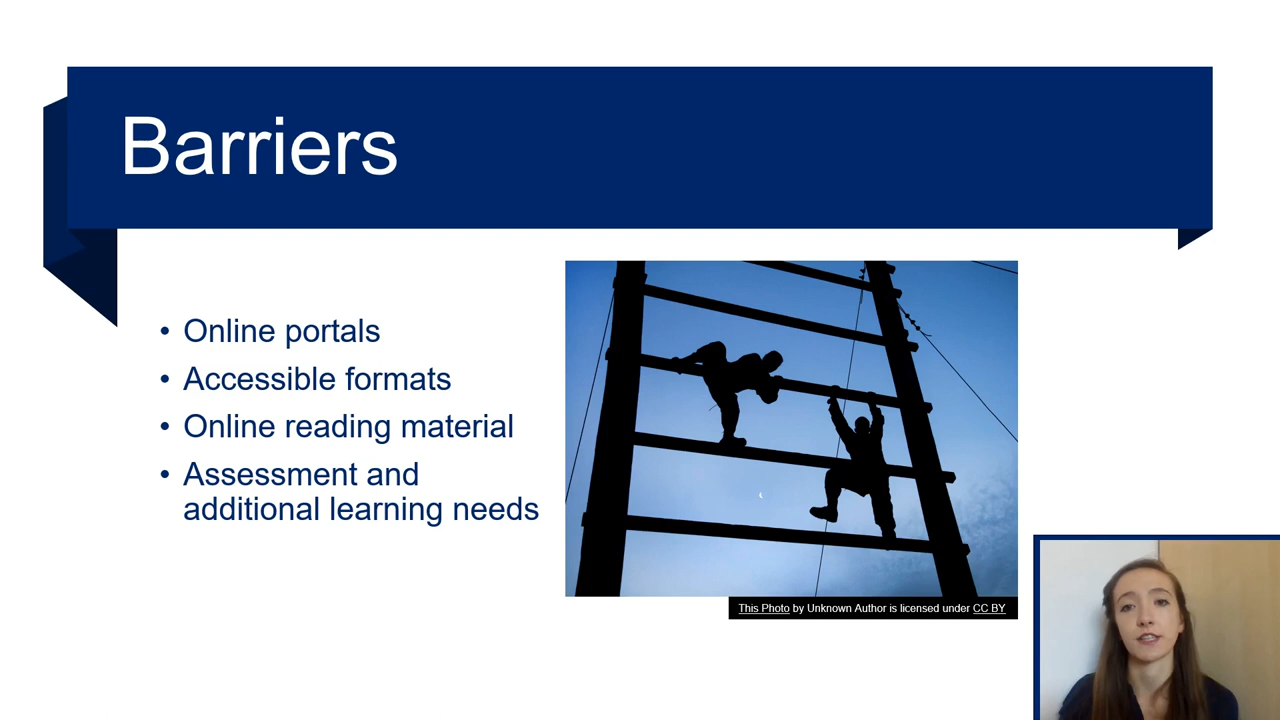 Barriers
• Online portals
• Accessible formats
• Online reading material
• Assessment and
additional learning needs
This Photo by Unknown Author is licensed under CC BY